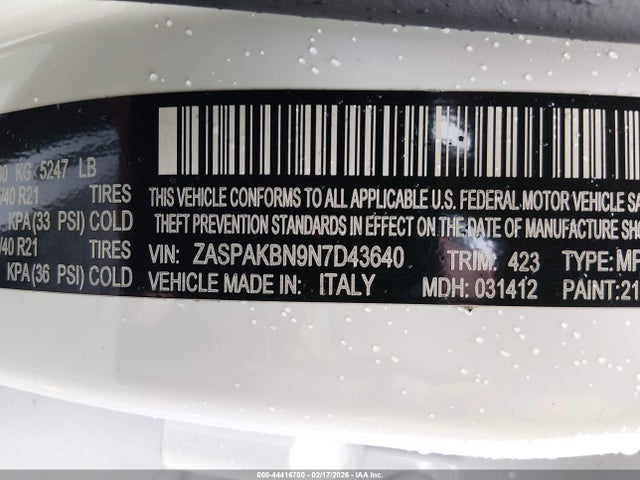 KG 5247 LB
/40 R21 TIRES
KPA(33 PSI) COLD
/40 R21 TIRES
KPA(36 PSI) COLD
THIS VEHICLE CONFORMS TO ALL APPLICABLE U.S. FEDERAL MOTOR VEHICLE SA
THEFT PREVENTION STANDARDS IN EFFECT ON THE DATE OF MANUFACTURE SHO
VIN: ZASPAKBN9N7D43640 TRIM: 423 TYPE: MP
VEHICLE MADE IN: ITALY MDH: 031412 PAINT: 21
000-44416700 - 02/17/2026 - Copyright © IAA, Inc.